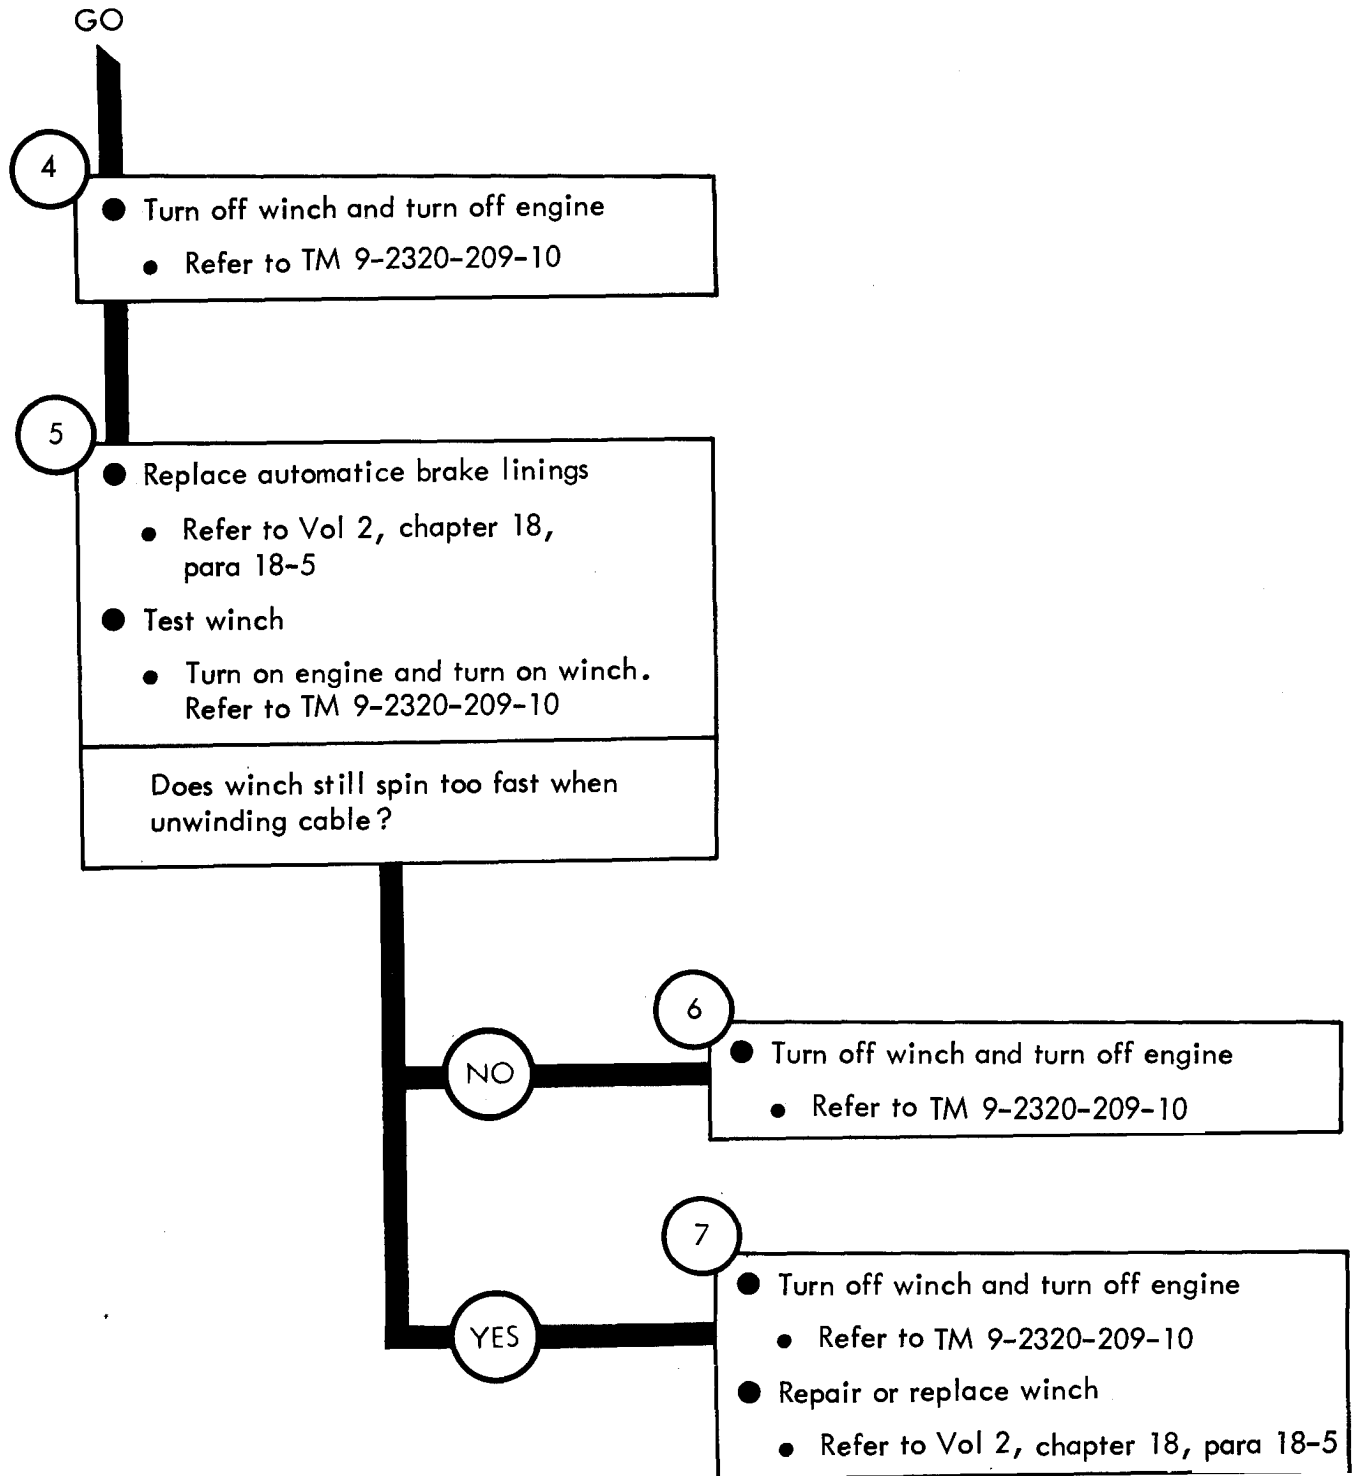 GO
4
● Turn off winch and turn off engine
● Refer to TM 9-2320-209-10
5
● Replace automatice brake linings
● Refer to Vol 2, chapter 18,
para 18-5
● Test winch
● Turn on engine and turn on winch.
Refer to TM 9-2320-209-10
Does winch still spin too fast when
unwinding cable?
6
NO
● Turn off winch and turn off engine
● Refer to TM 9-2320-209-10
7
YES
● Turn off winch and turn off engine
● Refer to TM 9-2320-209-10
● Repair or replace winch
● Refer to Vol 2, chapter 18, para 18-5